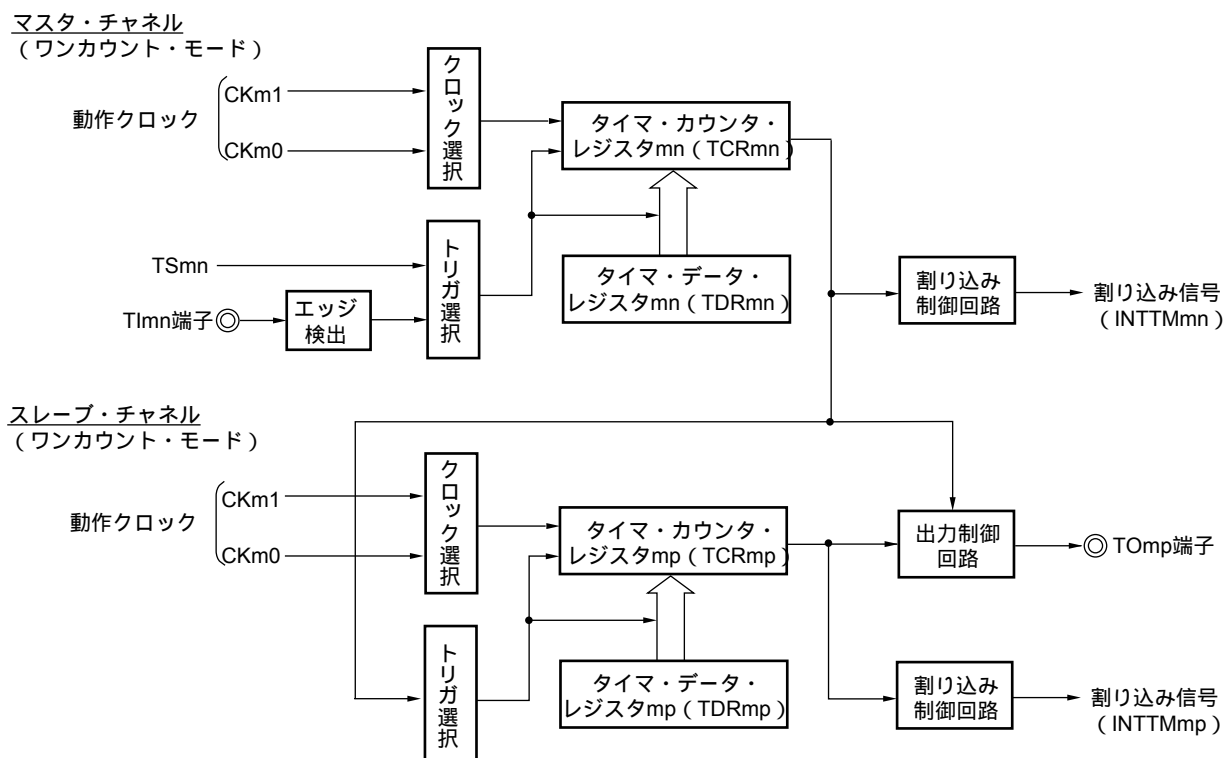 マスタ・チャネル
（ワンカウント・モード）
動作クロック
CKm1
CKm0
クロック選択
タイマ・カウンタ・
レジスタmn（TCRmn）
TSmn
TImn端子
エッジ
検出
トリガ選択
タイマ・データ・
レジスタmn（TDRmn）
割り込み
制御回路
割り込み信号
（INTTMmn）
スレーブ・チャネル
（ワンカウント・モード）
動作クロック
CKm1
CKm0
クロック選択
タイマ・カウンタ・
レジスタmp（TCRmp）
出力制御
回路
TOmp端子
トリガ選択
タイマ・データ・
レジスタmp（TDRmp）
割り込み
制御回路
割り込み信号
（INTTMmp）